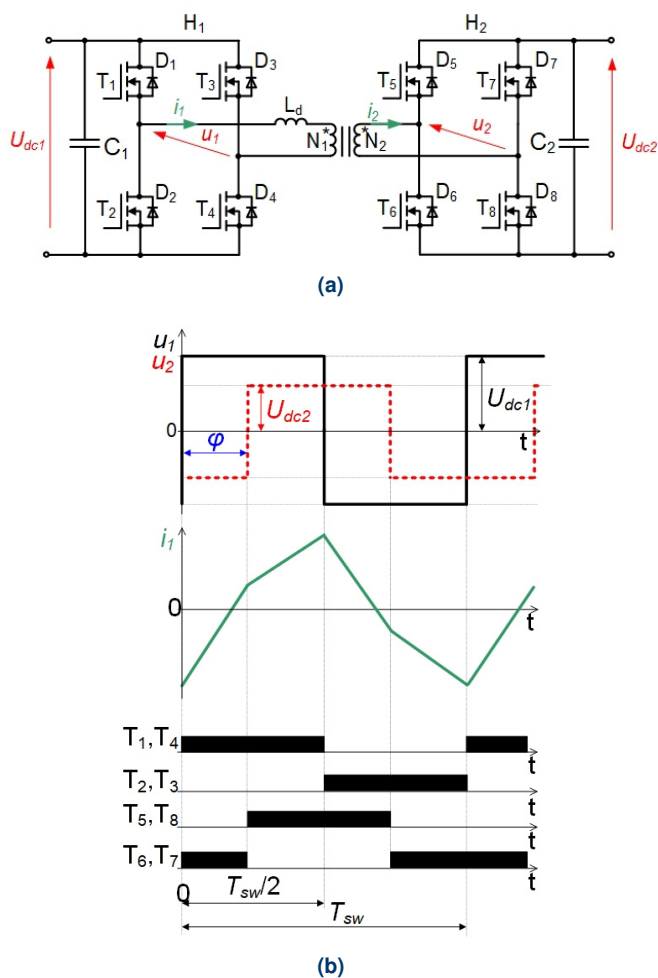 H1 H2
D1 D3 D5 D7
T1 T3 T5 T7
Ld
i1 i2
Udc1 C1 u1 N1* *N2 u2 C2 Udc2
D2 D4 D6 D8
T2 T4 T6 T8
(a)
u1
u2
Udc2 Udc1
0 t
φ
i1
0
t
T1,T4
t
T2,T3
t
T5,T8
t
T6,T7
t
0 Tsw/2
Tsw
(b)